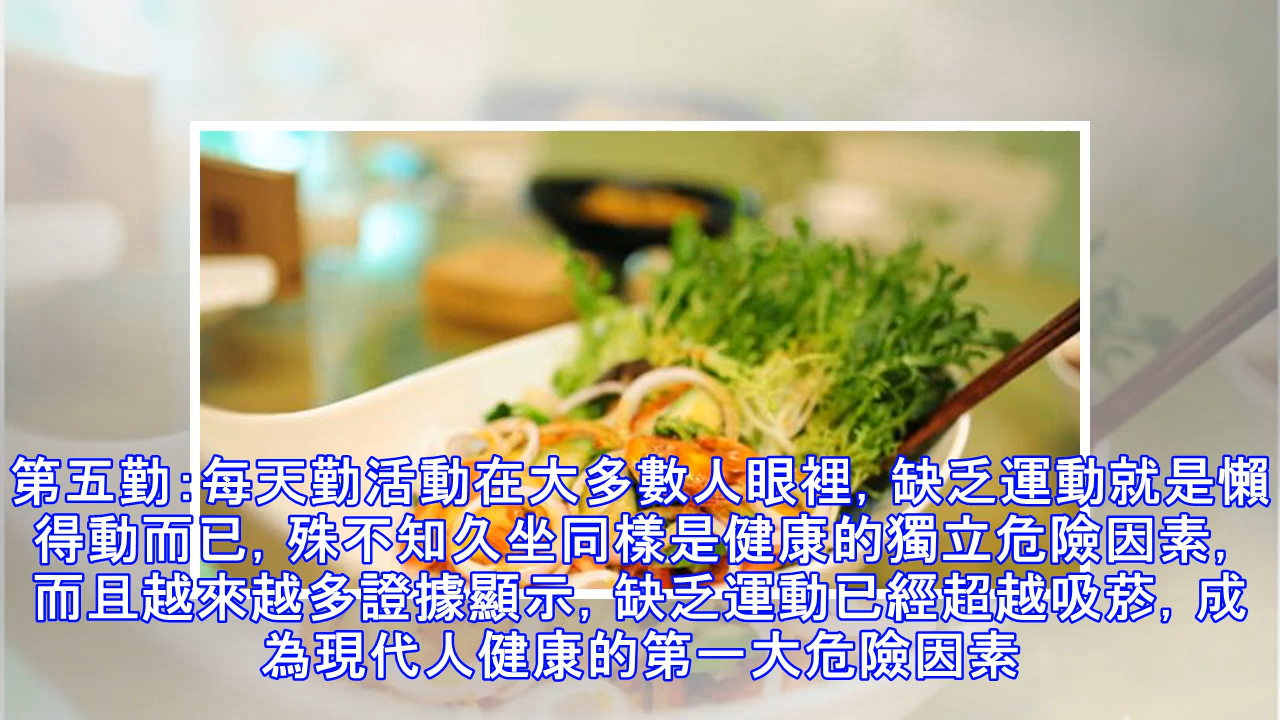 第五勤:每天勤活動在大多數人眼裡,缺乏運動就是懶
得動而已,殊不知久坐同樣是健康的獨立危險因素,
而且越來越多證據顯示,缺乏運動已經超越吸菸,成
為現代人健康的第一大危險因素